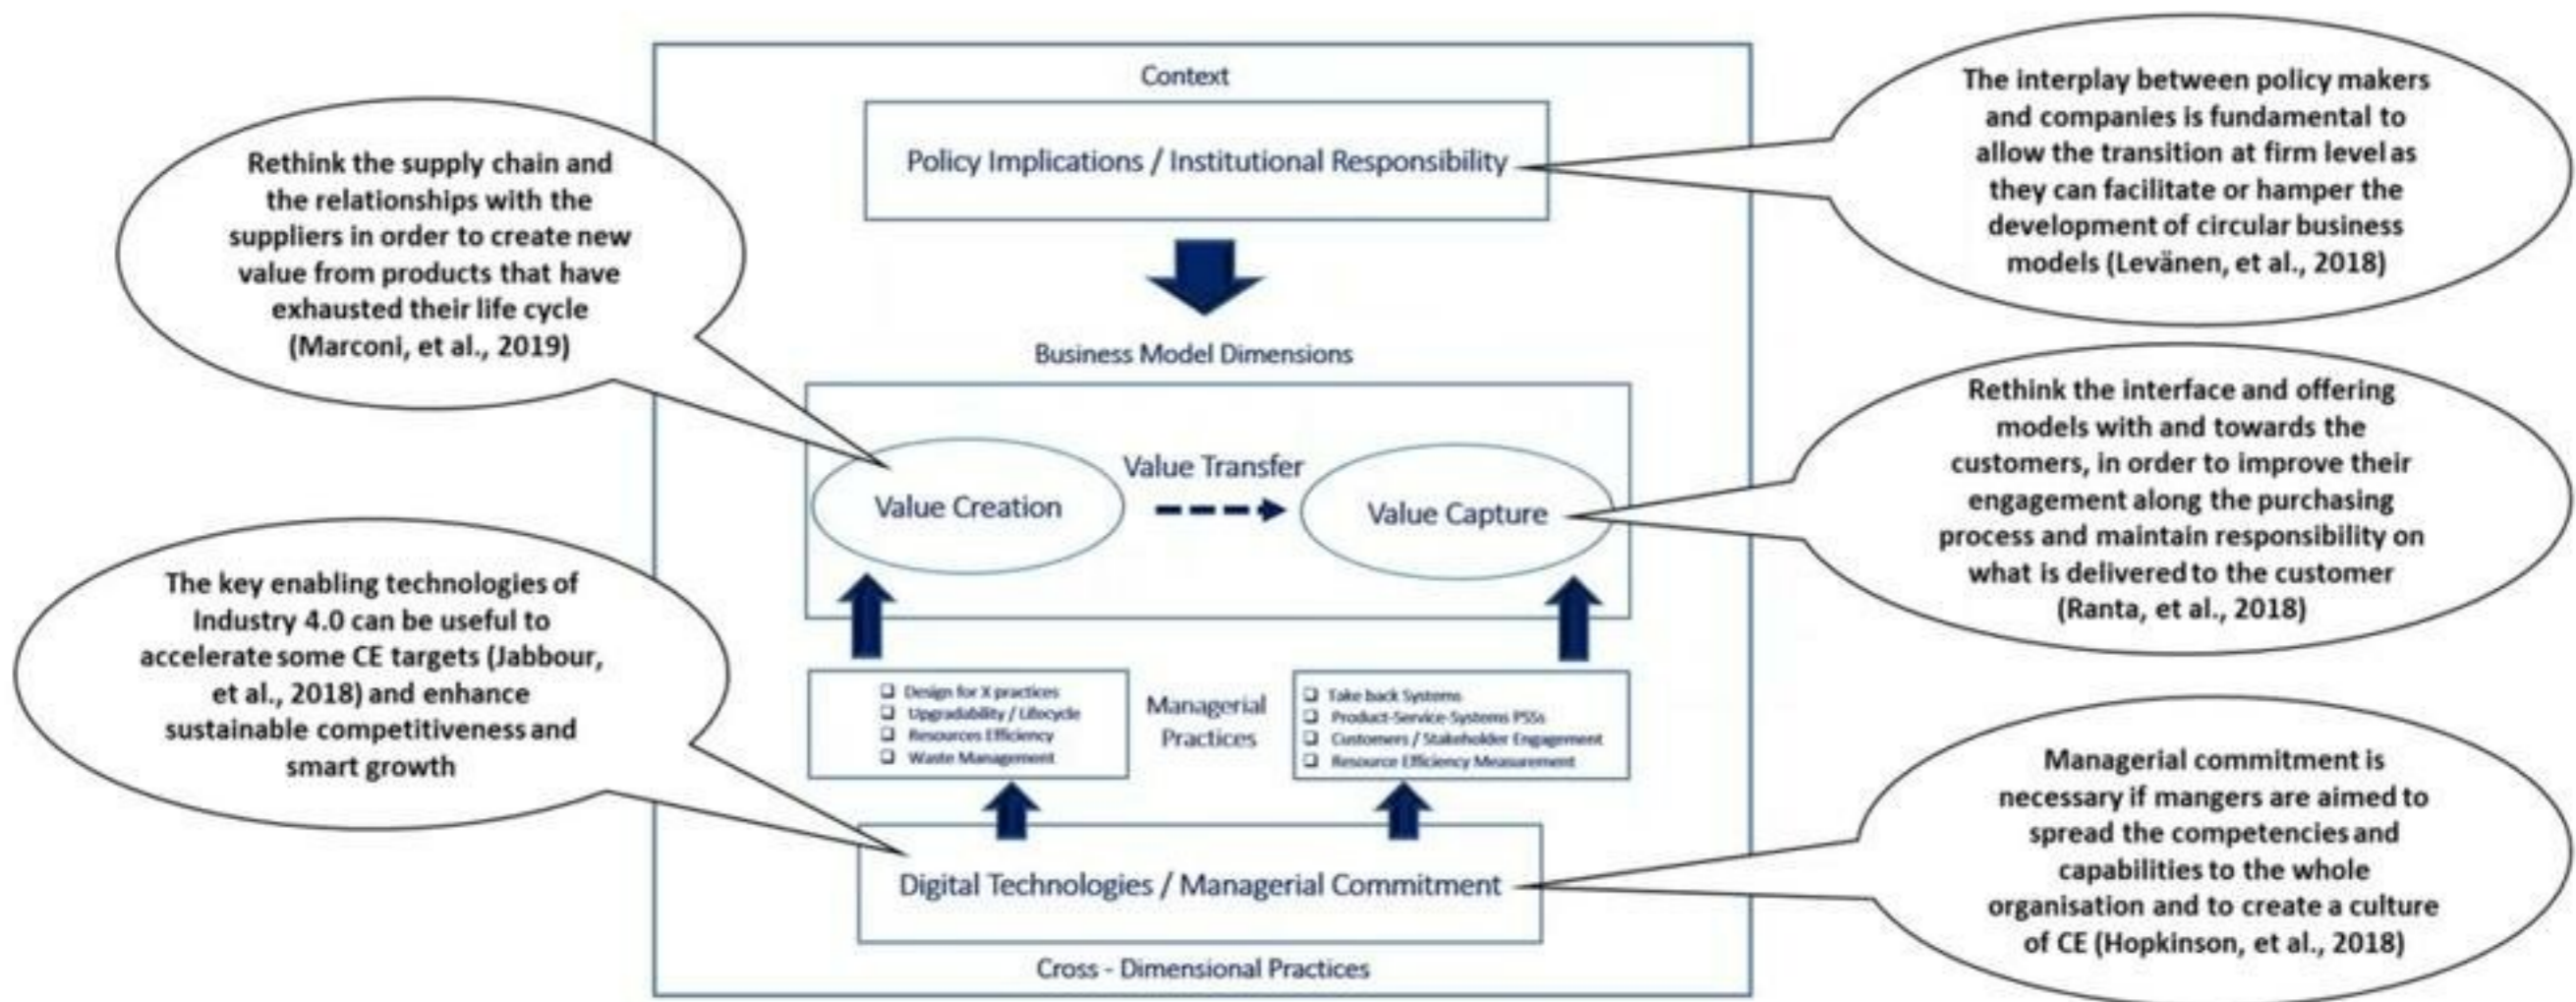 Context
Policy Implications / Institutional Responsibility
Business Model Dimensions
Value Creation
Value Transfer
Value Capture
Design for X practices
Upgradability / Lifecycle
Resources Efficiency
Waste Management
Managerial
Practices
Take back Systems
Product-Service-Systems PSSs
Customers / Stakeholder Engagement
Resource Efficiency Measurement
Digital Technologies / Managerial Commitment
Cross - Dimensional Practices
Rethink the supply chain and
the relationships with the
suppliers in order to create new
value from products that have
exhausted their life cycle
(Marconi, et al., 2019)
The key enabling technologies of
Industry 4.0 can be useful to
accelerate some CE targets (Jabbour,
et al., 2018) and enhance
sustainable competitiveness and
smart growth
The interplay between policy makers
and companies is fundamental to
allow the transition at firm level as
they can facilitate or hamper the
development of circular business
models (Levänen, et al., 2018)
Rethink the interface and offering
models with and towards the
customers, in order to improve their
engagement along the purchasing
process and maintain responsibility on
what is delivered to the customer
(Ranta, et al., 2018)
Managerial commitment is
necessary if mangers are aimed to
spread the competencies and
capabilities to the whole
organisation and to create a culture
of CE (Hopkinson, et al., 2018)